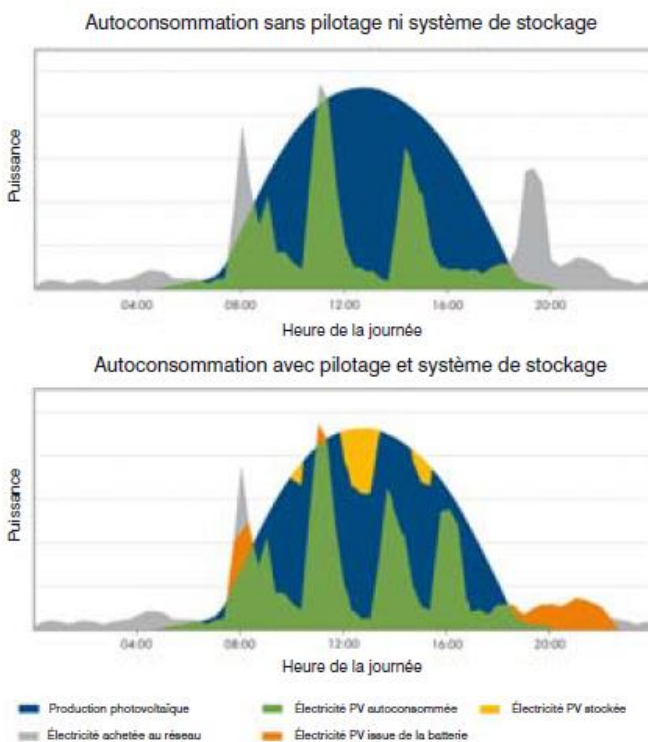 Autoconsommation sans pilotage ni système de stockage
Puissance
04:00 08:00 12:00 16:00 20:00
Heure de la journée
Autoconsommation avec pilotage et système de stockage
Puissance
04:00 08:00 12:00 16:00 20:00
Heure de la journée
Production photovoltaïque Électricité PV autoconsommée Électricité PV stockée
Électricité achetée au réseau Électricité PV issue de la batterie